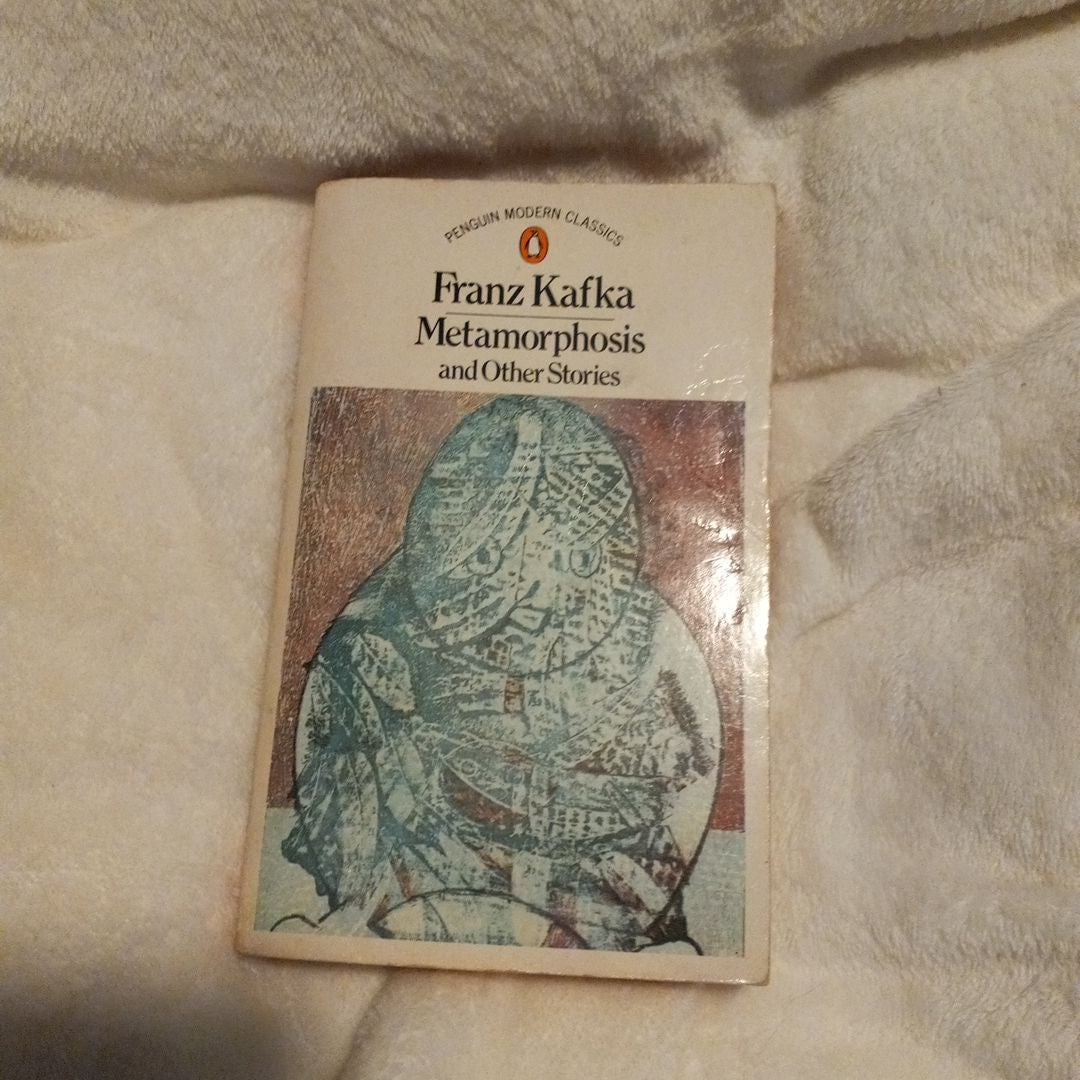 PENGUIN MODERN CLASSICS
Franz Kafka
Metamorphosis
and Other Stories